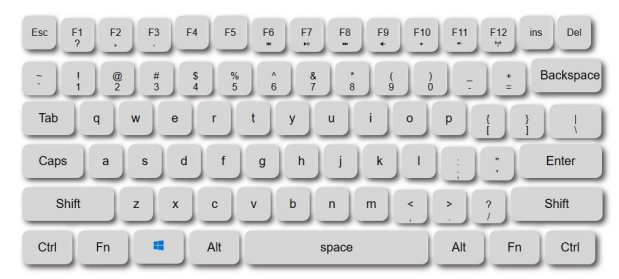 Esc F1 ? F2 F3 F4 F5 F6 F7 F8 F9 F10 F11 F12 ins Del
~ ` ! 1 @ 2 # 3 $ 4 % 5 ^ 6 & 7 * 8 ( 9 ) 0 _ - + = Backspace
Tab q w e r t y u i o p { [ } ] | \
Caps a s d f g h j k l : ; " ' Enter
Shift z x c v b n m < , > . ? / Shift
Ctrl Fn Alt space Alt Fn Ctrl